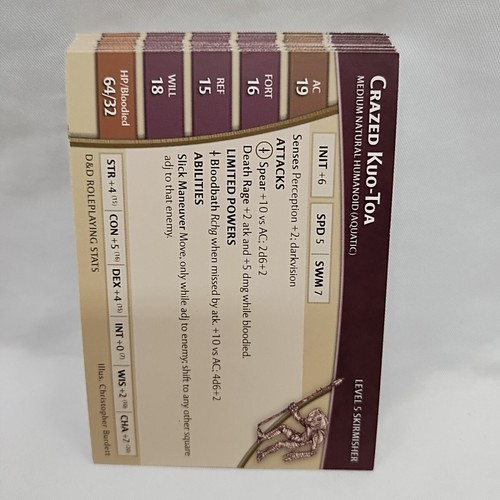 CRAZED KUO-TOA
MEDIUM NATURAL HUMANOID (AQUATIC)
LEVEL 5 SKIRMISHER
AC
19
FORT
16
REF
15
WILL
18
HP/Bloodied
64/32
INIT +6
SPD 5
SWM 7
Senses Perception +2; darkvision
ATTACKS
Spear +10 vs AC; 2d6+2
Death Rage +2 atk and +5 dmg while bloodied.
LIMITED POWERS
Bloodbath Rchg when missed by atk. +10 vs AC; 4d6+2
ABILITIES
Slick Maneuver Move, only while adj to enemy; shift to any other square
adj to that enemy.
STR +4 (15) CON +5 (16) DEX +4 (15) INT +0 (7) WIS +2 (10) CHA
D&D ROLEPLAYING STATS
Illus. Christopher Burdett